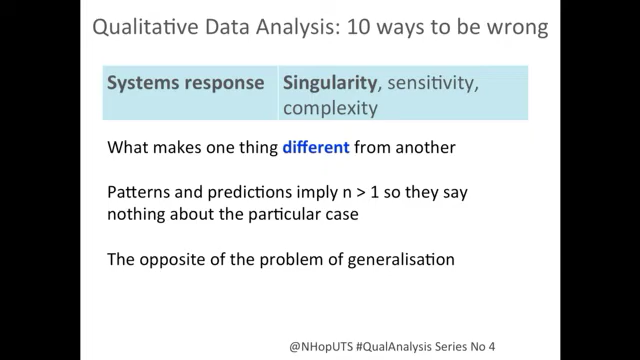 Qualitative Data Analysis: 10 ways to be wrong
Systems response
Singularity, sensitivity,
complexity
What makes one thing different from another
Patterns and predictions imply n > 1 so they say
nothing about the particular case
The opposite of the problem of generalisation
@NHopUTS #QualAnalysis Series No 4